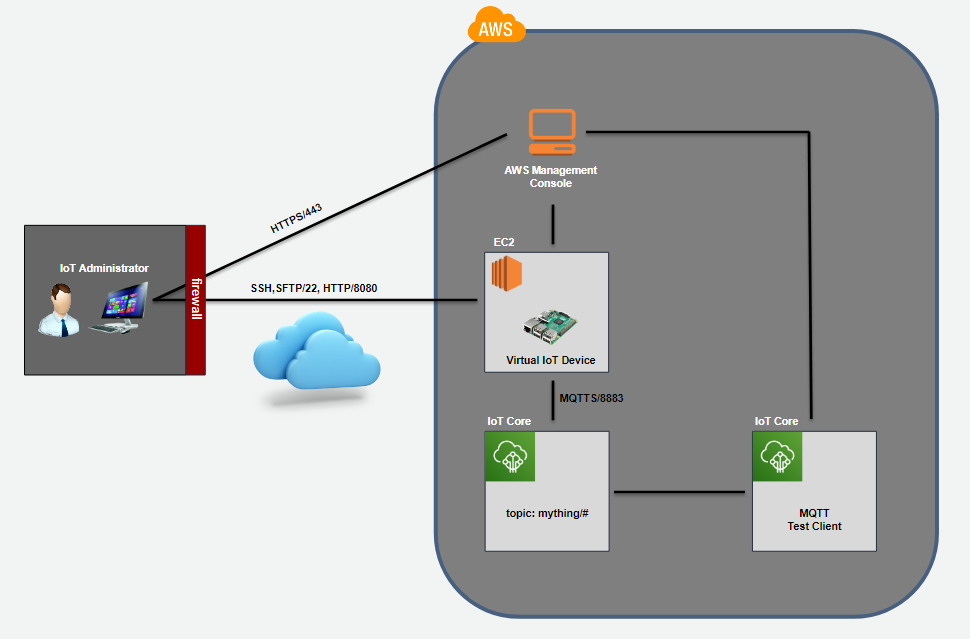 AWS
AWS Management
Console
HTTPS/443
EC2
IoT Administrator
firewall
SSH,SFTP/22, HTTP/8080
Virtual IoT Device
MQTTS/8883
IoT Core
IoT Core
topic: mything/#
MQTT
Test Client